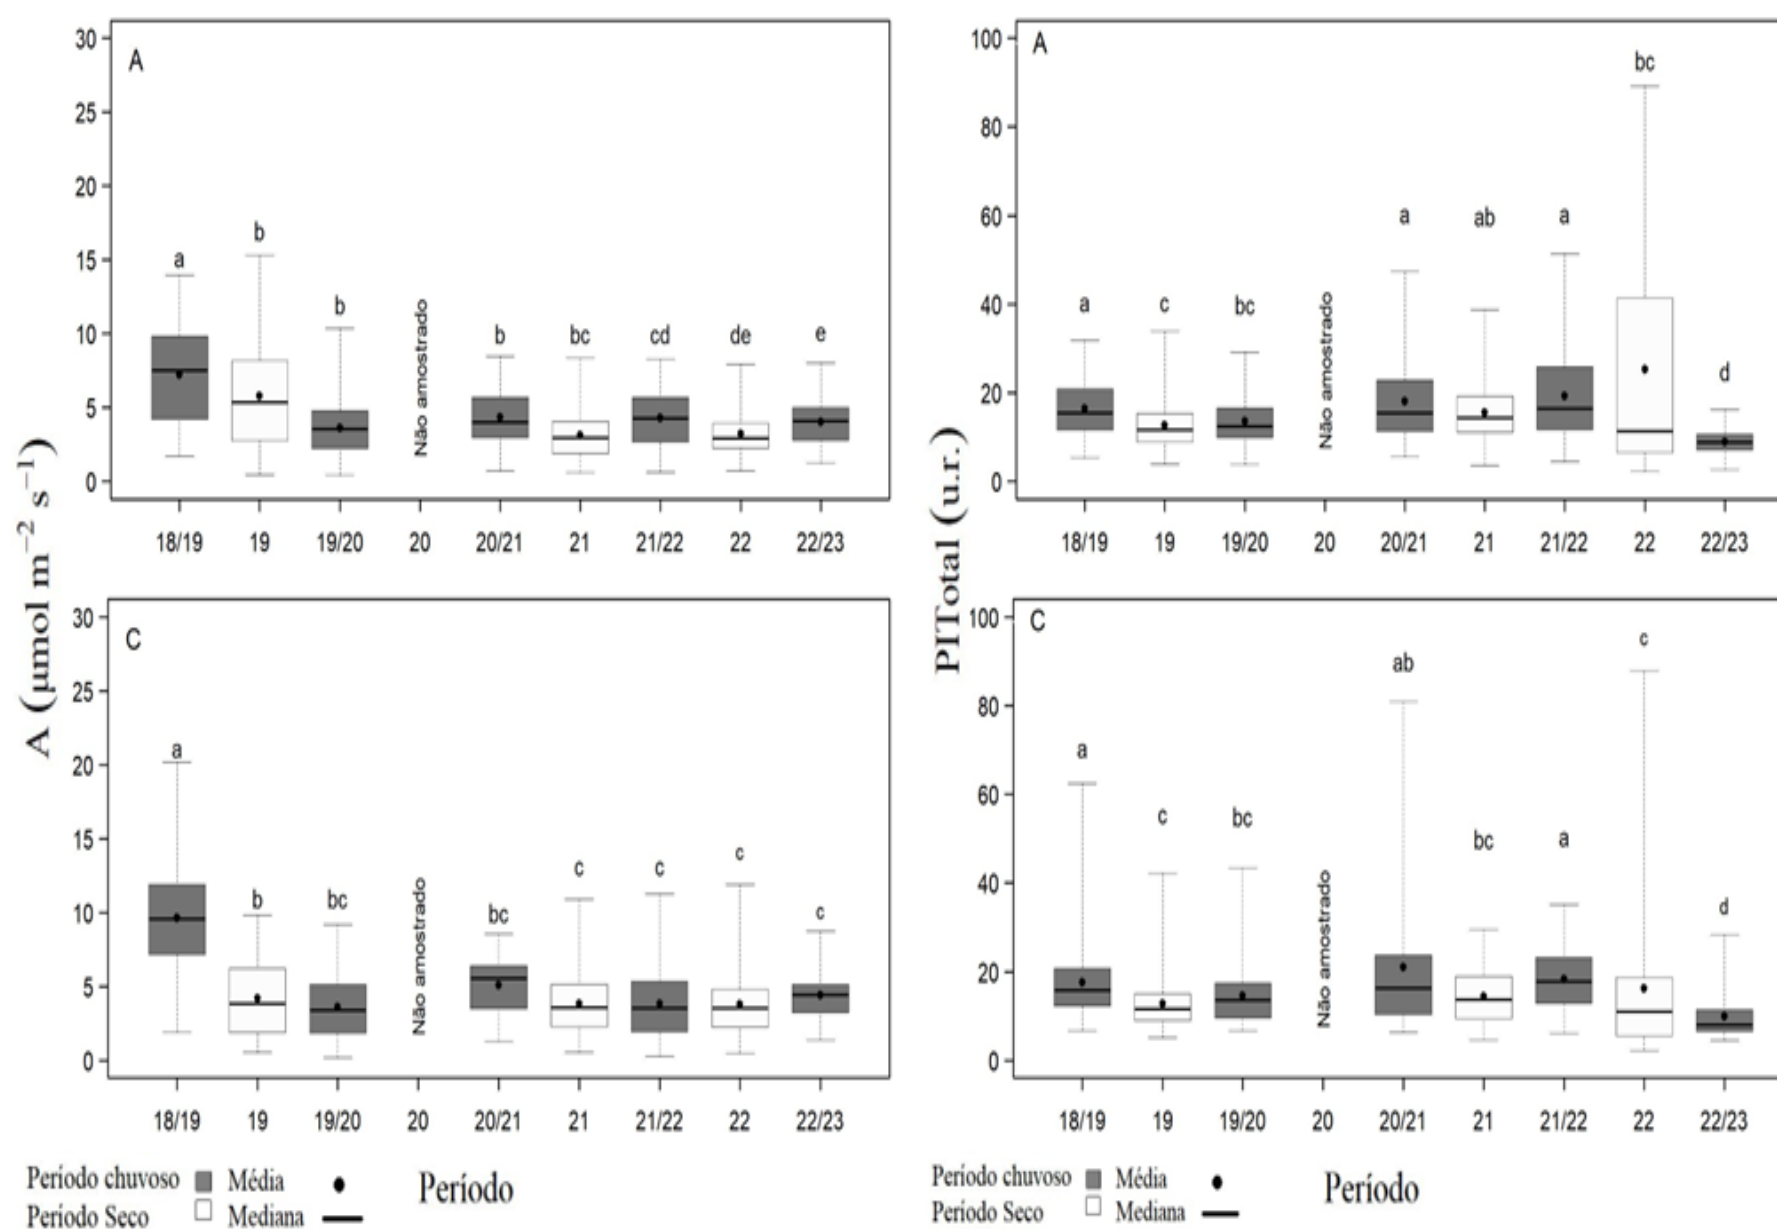 A (µmol m⁻² s⁻¹)
A
30
25
20
15
10
5
0
a
b
b
Não amostrado
b
bc
cd
de
e
18/19
19
19/20
20
20/21
21
21/22
22
22/23
C
30
25
20
15
10
5
0
a
b
bc
Não amostrado
bc
c
c
c
c
18/19
19
19/20
20
20/21
21
21/22
22
22/23
Período chuvoso Média
Período Seco Mediana
Período
PITotal (u.r.)
A
100
80
60
40
20
0
a
c
bc
Não amostrado
a
ab
a
bc
d
18/19
19
19/20
20
20/21
21
21/22
22
22/23
C
100
80
60
40
20
0
a
c
bc
Não amostrado
ab
bc
a
c
d
18/19
19
19/20
20
20/21
21
21/22
22
22/23
Período chuvoso Média
Período Seco Mediana
Período